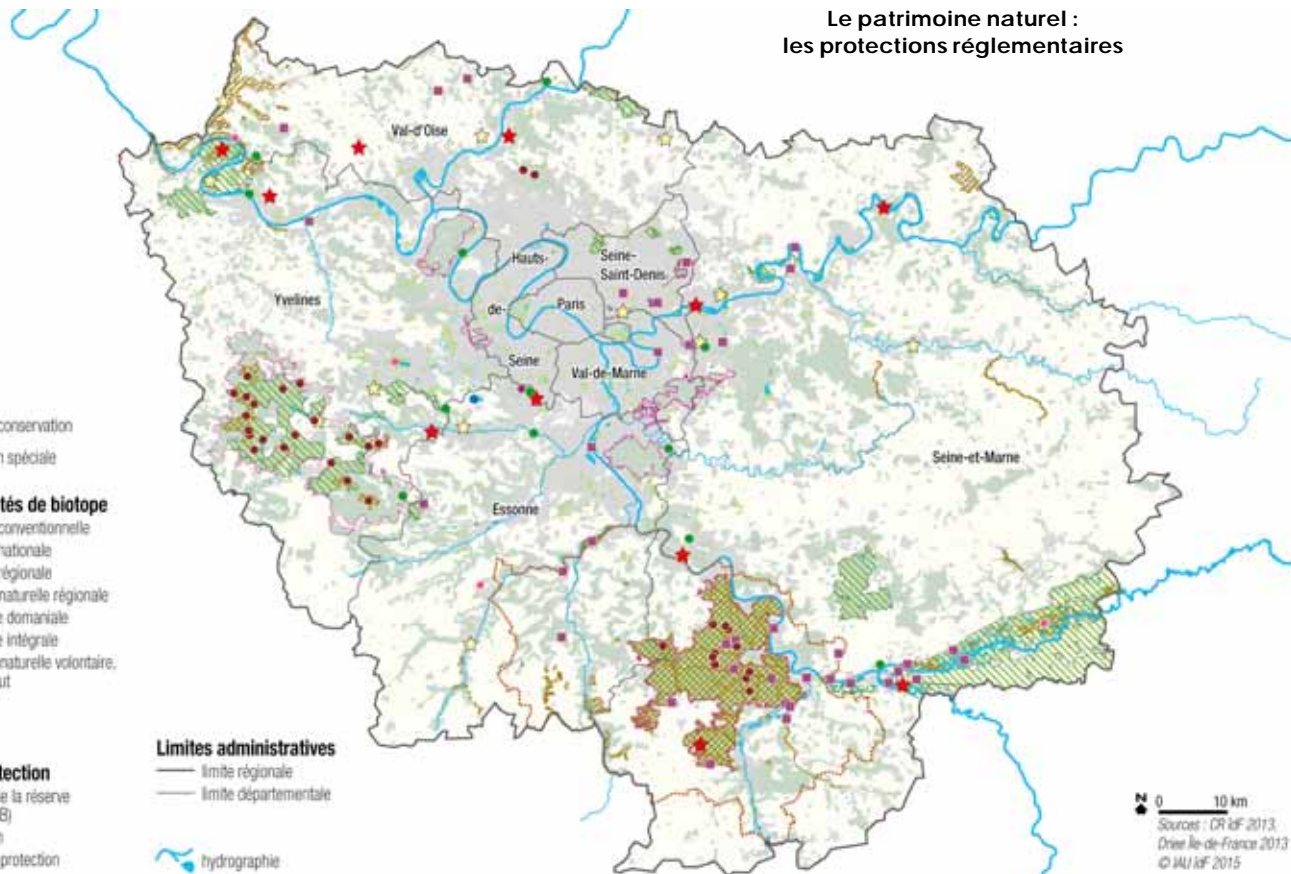 Le patrimoine naturel :
les protections réglementaires
Val-d'Oise
Hauts-
Seine-
Saint-Denis
Yvelines
de-
Paris
Seine
Val-de-Marne
Seine-et-Marne
Essonne
conservation
spéciale
tés de biotope
conventionnelle
nationale
régionale
naturelle régionale
domaniale
intégrale
naturelle volontaire,
ut
tection
e la réserve
B)
protection
Limites administratives
limite régionale
limite départementale
hydrographie
N
0 10 km
Sources : CR IdF 2013,
Driee Île-de-France 2013
© IAU IdF 2015